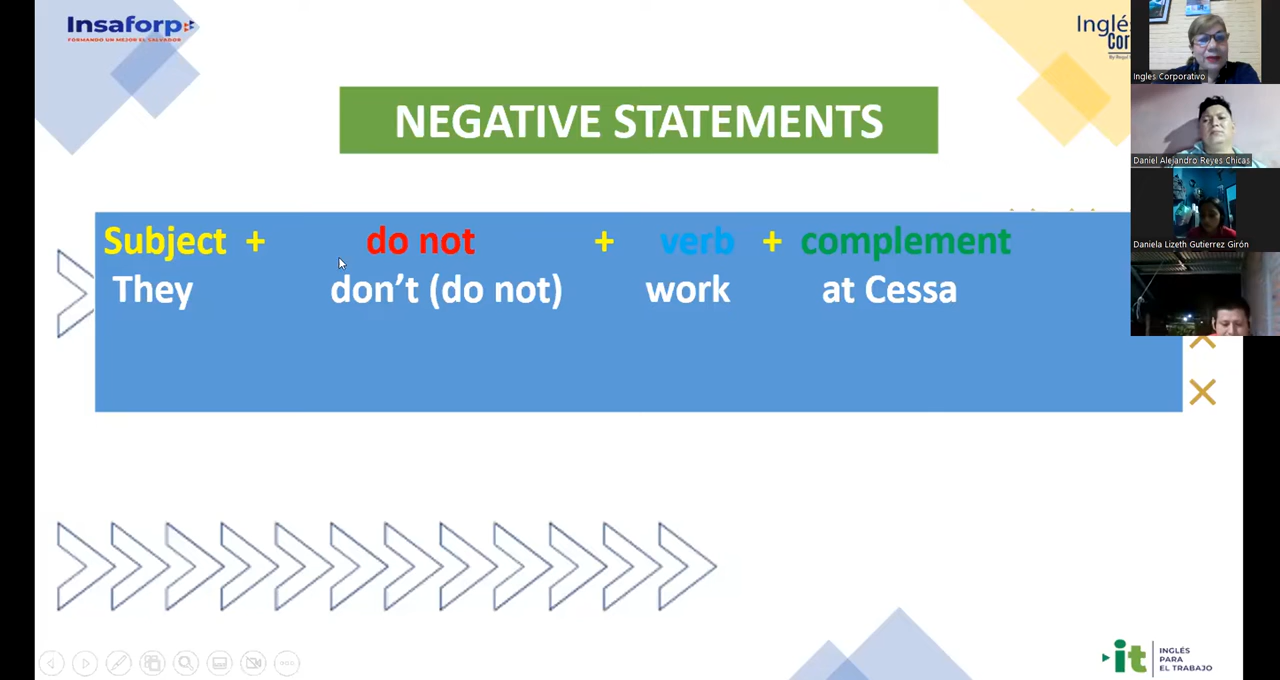 Insaforp
FORMANDO UN MEJOR EL SALVADOR
Inglé
Cor
NEGATIVE STATEMENTS
Subject + do not + verb + complement
They don't (do not) work at Cessa
Ingles Corporativo
Daniel Alejandro Reyes Chicas
Daniela Lizeth Gutierrez Girón
it INGLÉS
PARA
EL TRABAJO